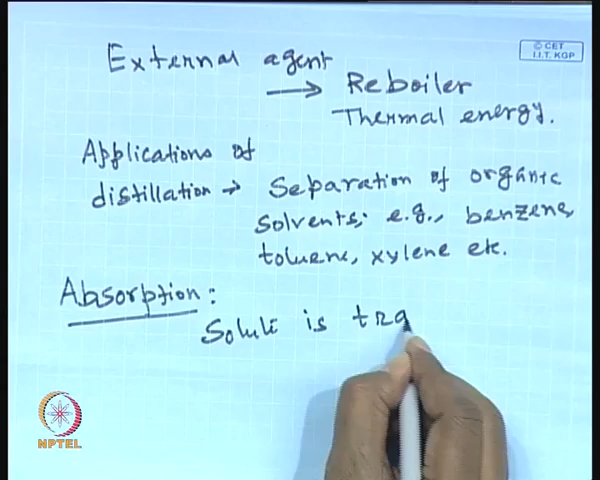 External agent
→ Reboiler
Thermal energy.
© CET
I.I.T. KGP
Applications of
distillation → Separation of organic
solvents; e.g., benzene,
toluene, xylene etc.
Absorption:
Solute is tra
NPTEL